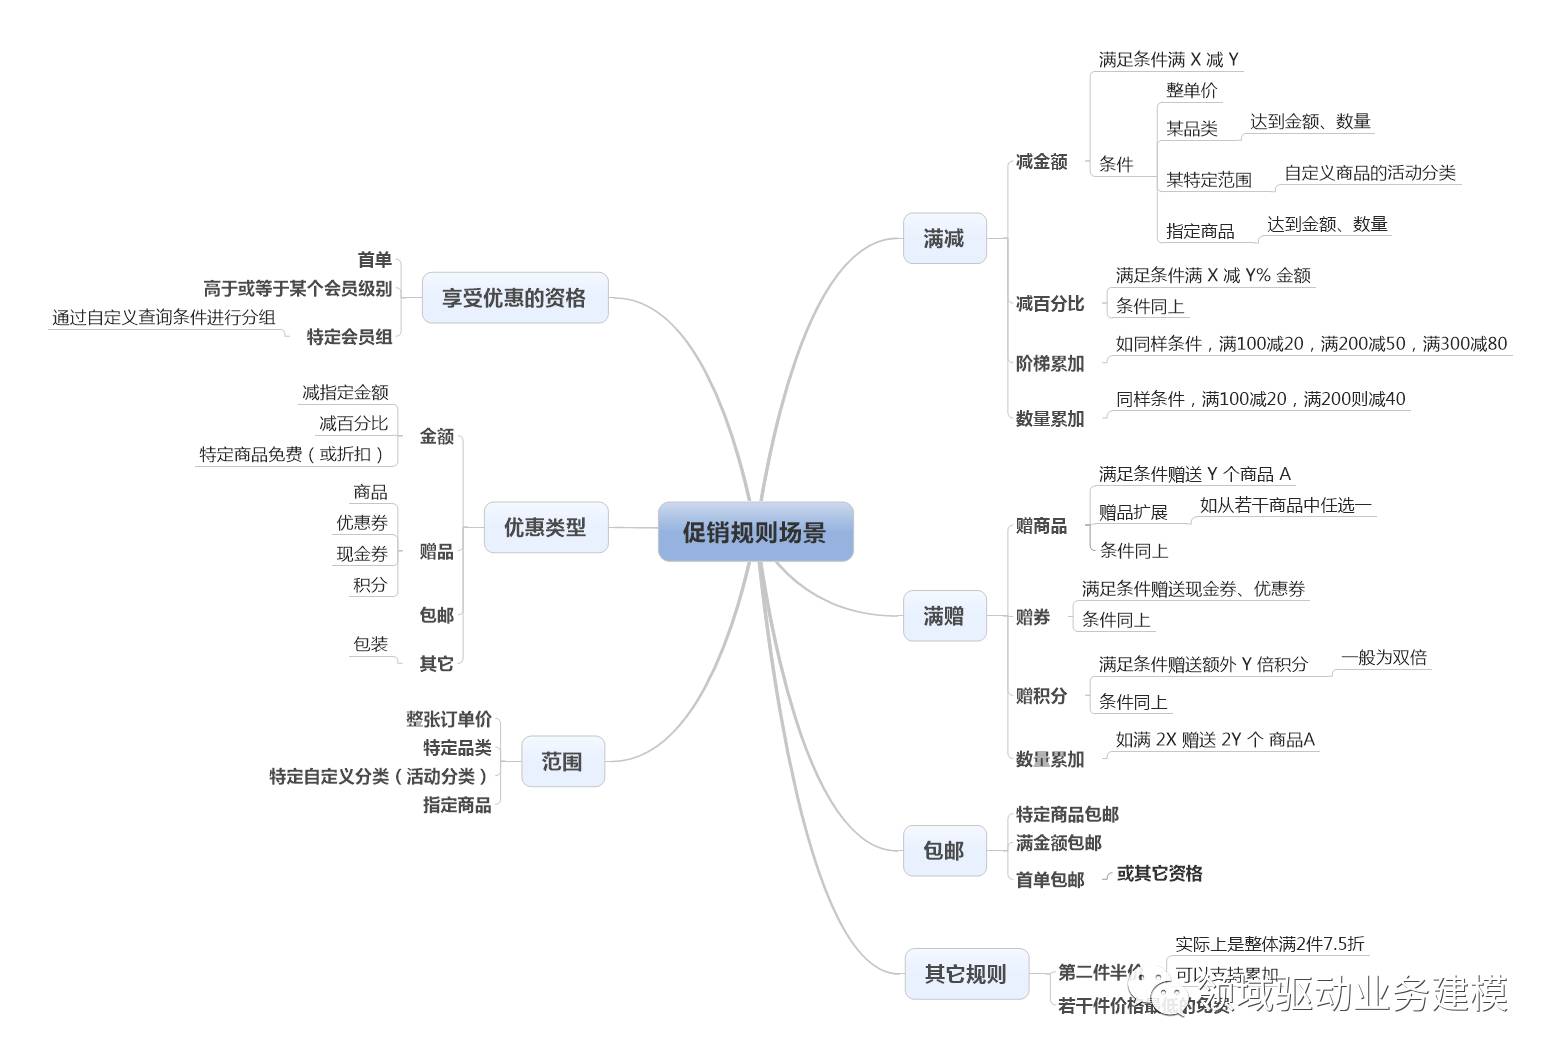 促销规则场景
满减
减金额
满足条件满 X 减 Y
条件
整单价
某品类
达到金额、数量
某特定范围
自定义商品的活动分类
指定商品
达到金额、数量
减百分比
满足条件满 X 减 Y% 金额
条件同上
阶梯累加
如同样条件，满100减20，满200减50，满300减80
数量累加
同样条件，满100减20，满200则减40
满赠
赠商品
满足条件赠送 Y 个商品 A
赠品扩展
如从若干商品中任选一
条件同上
赠券
满足条件赠送现金券、优惠券
条件同上
赠积分
满足条件赠送额外 Y 倍积分
一般为双倍
条件同上
数量累加
如满 2X 赠送 2Y 个 商品A
包邮
特定商品包邮
满金额包邮
首单包邮
或其它资格
其它规则
第二件半价
实际上是整体满2件7.5折
可以支持累加
若干件价格最低的免费
享受优惠的资格
首单
高于或等于某个会员级别
特定会员组
通过自定义查询条件进行分组
优惠类型
金额
减指定金额
减百分比
特定商品免费（或折扣）
赠品
商品
优惠券
现金券
积分
包邮
其它
包装
范围
整张订单价
特定品类
特定自定义分类（活动分类）
指定商品
领域驱动业务建模